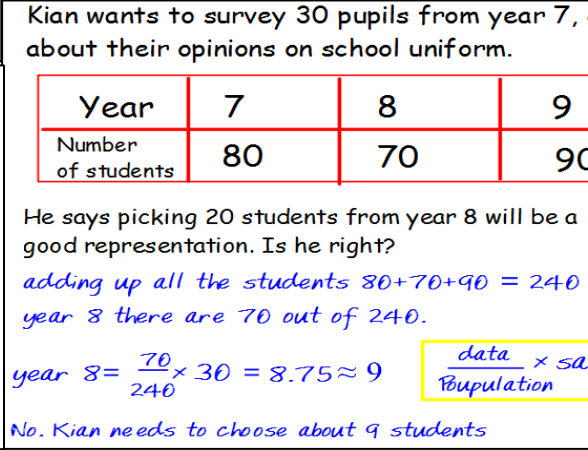 Kian wants to survey 30 pupils from year 7,
about their opinions on school uniform.
Year 7 8 9
Number of students 80 70 90
He says picking 20 students from year 8 will be a
good representation. Is he right?
adding up all the students 80+70+90 = 240
year 8 there are 70 out of 240.
year 8= 70/240 × 30 = 8.75 ≈ 9
data/Poupulation × sa
No. Kian needs to choose about 9 students